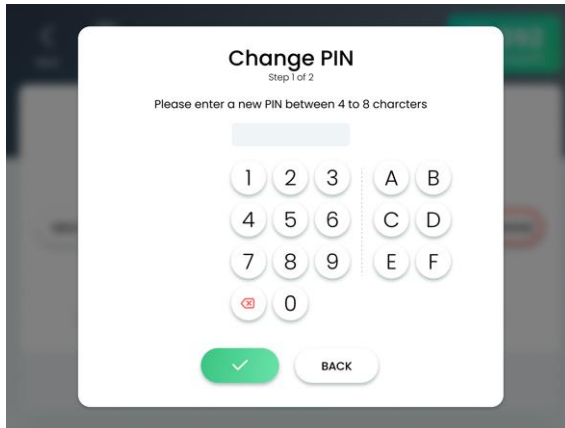 Change PIN
Step 1 of 2
Please enter a new PIN between 4 to 8 charcters
1 2 3 A B
4 5 6 C D
7 8 9 E F
0
BACK